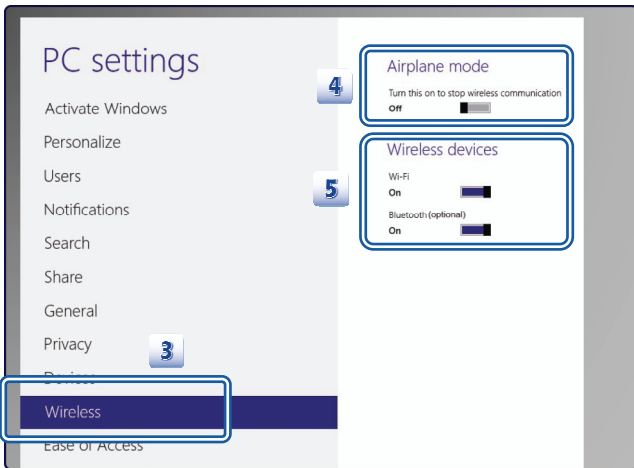 PC settings
Activate Windows
Personalize
Users
Notifications
Search
Share
General
Privacy
Devices
Wireless
Ease of Access
3
4
Airplane mode
Turn this on to stop wireless communication
Off
5
Wireless devices
Wi-Fi
On
Bluetooth (optional)
On